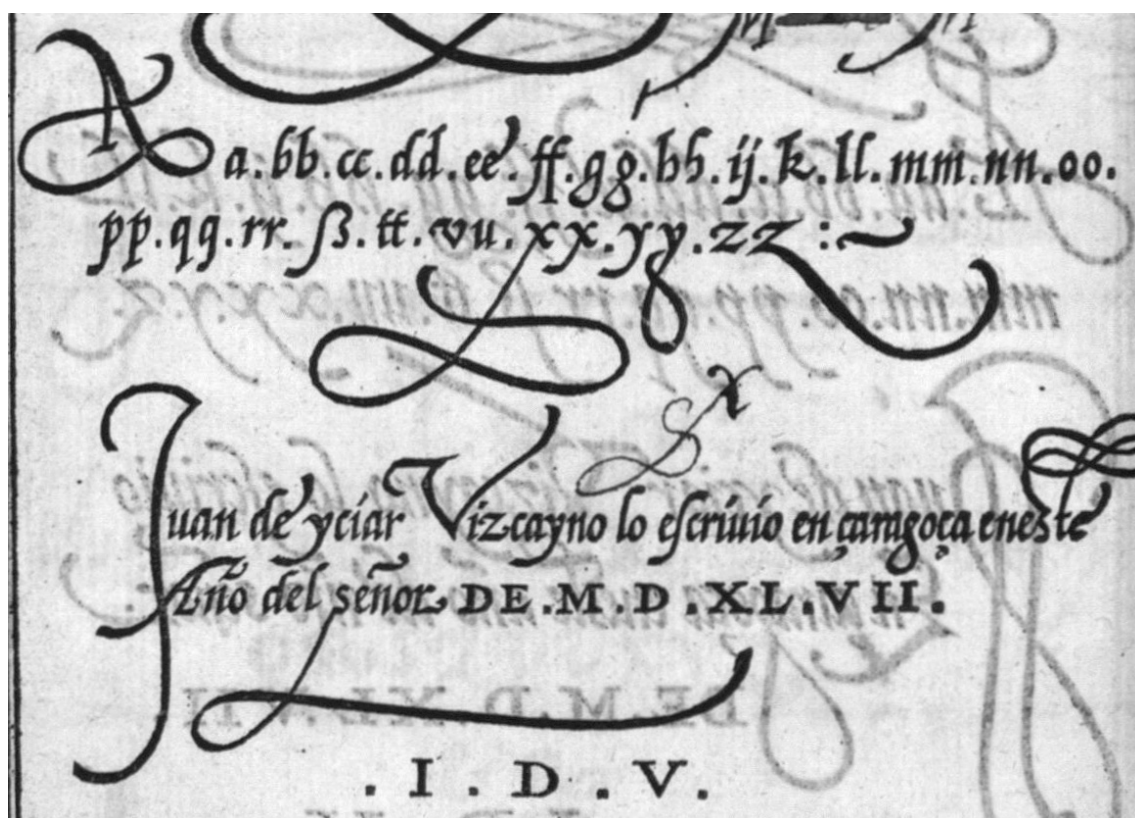 A a.bb.cc.dd.ee.ff.gg.hh.ij.k.ll.mm.nn.oo.
pp.qq.rr.ſß.tt.vu.xx.yy.zz:~
Juan de yciar Vizcayno lo eſcriuio en çaragoça eneste
Año del señor DE.M.D.XL.VII.
.I.D.V.